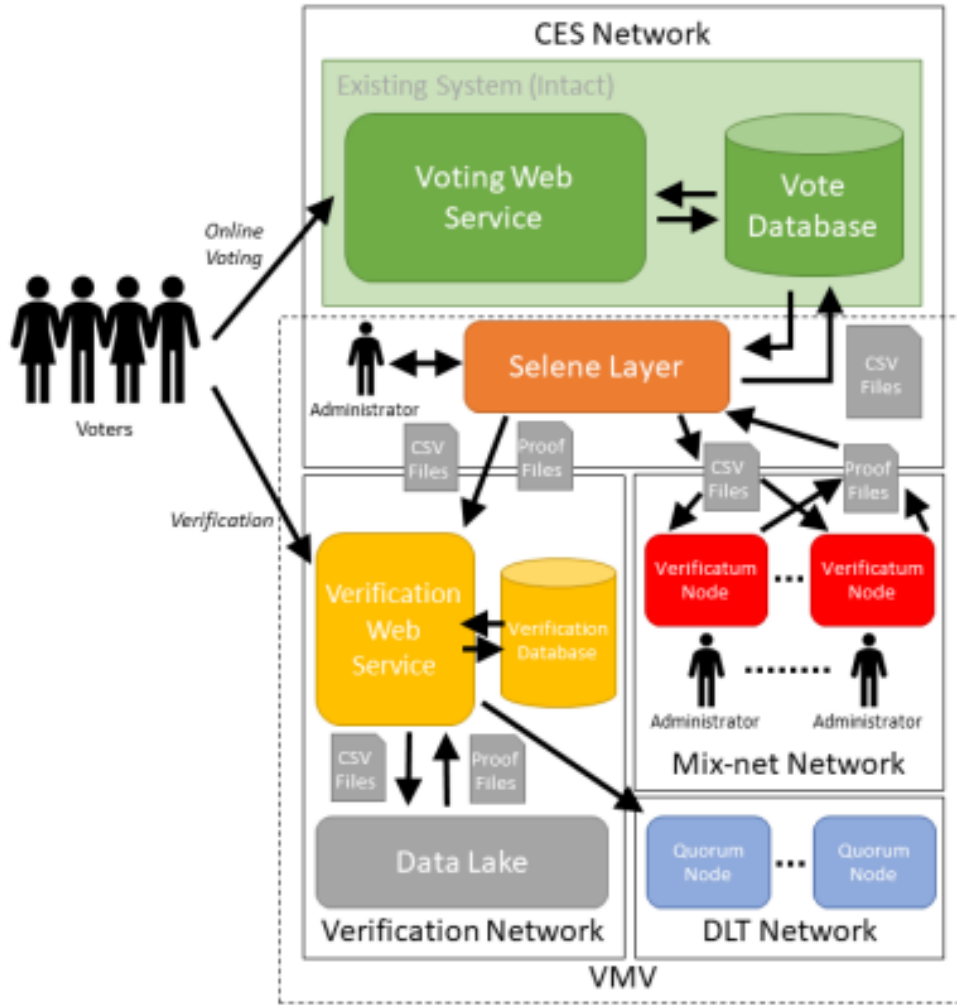 CES Network
Existing System (Intact)
Voting Web
Service
Vote
Database
Online
Voting
Voters
Administrator
Selene Layer
CSV
Files
CSV
Files
Proof
Files
CSV
Files
Proof
Files
Verification
Verification
Web
Service
Verification
Database
Verificatum
Node
...
Verificatum
Node
Administrator
Administrator
Mix-net Network
CSV
Files
Proof
Files
Data Lake
Verification Network
Quorum
Node
...
Quorum
Node
DLT Network
VMV